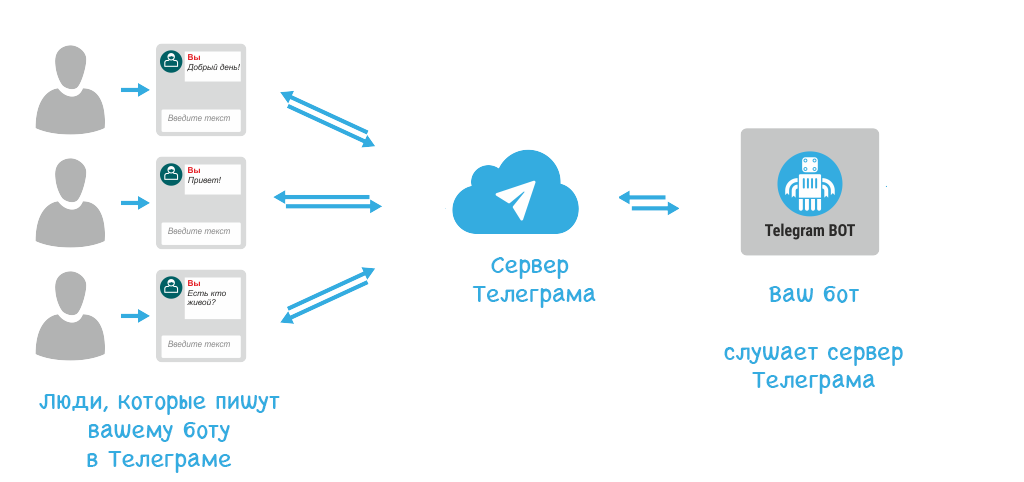 Вы
Добрый день!
Введите текст
Вы
Привет!
Введите текст
Вы
Есть кто
живой?
Введите текст
Люди, которые пишут
вашему боту
в Телеграме
Сервер
Телеграма
Telegram BOT
Ваш бот
слушает сервер
Телеграма